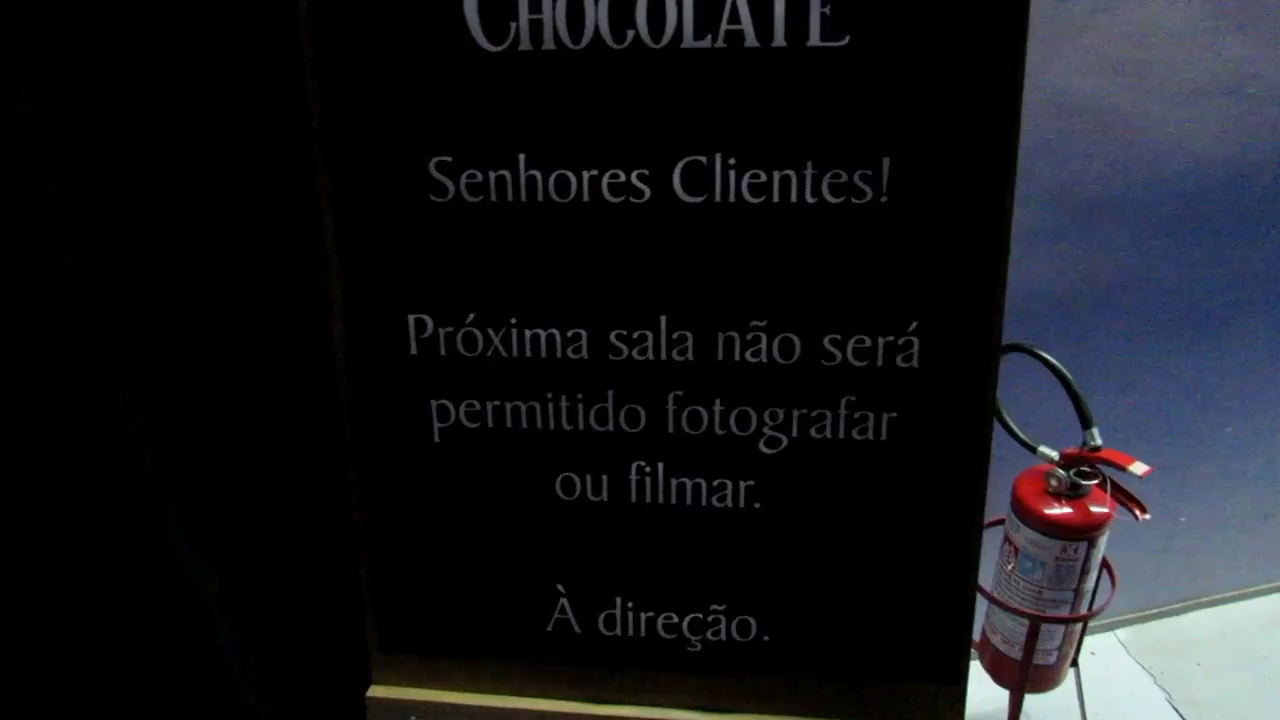 CHOCOLATE
Senhores Clientes!
Próxima sala não será
permitido fotografar
ou filmar.
À direção.